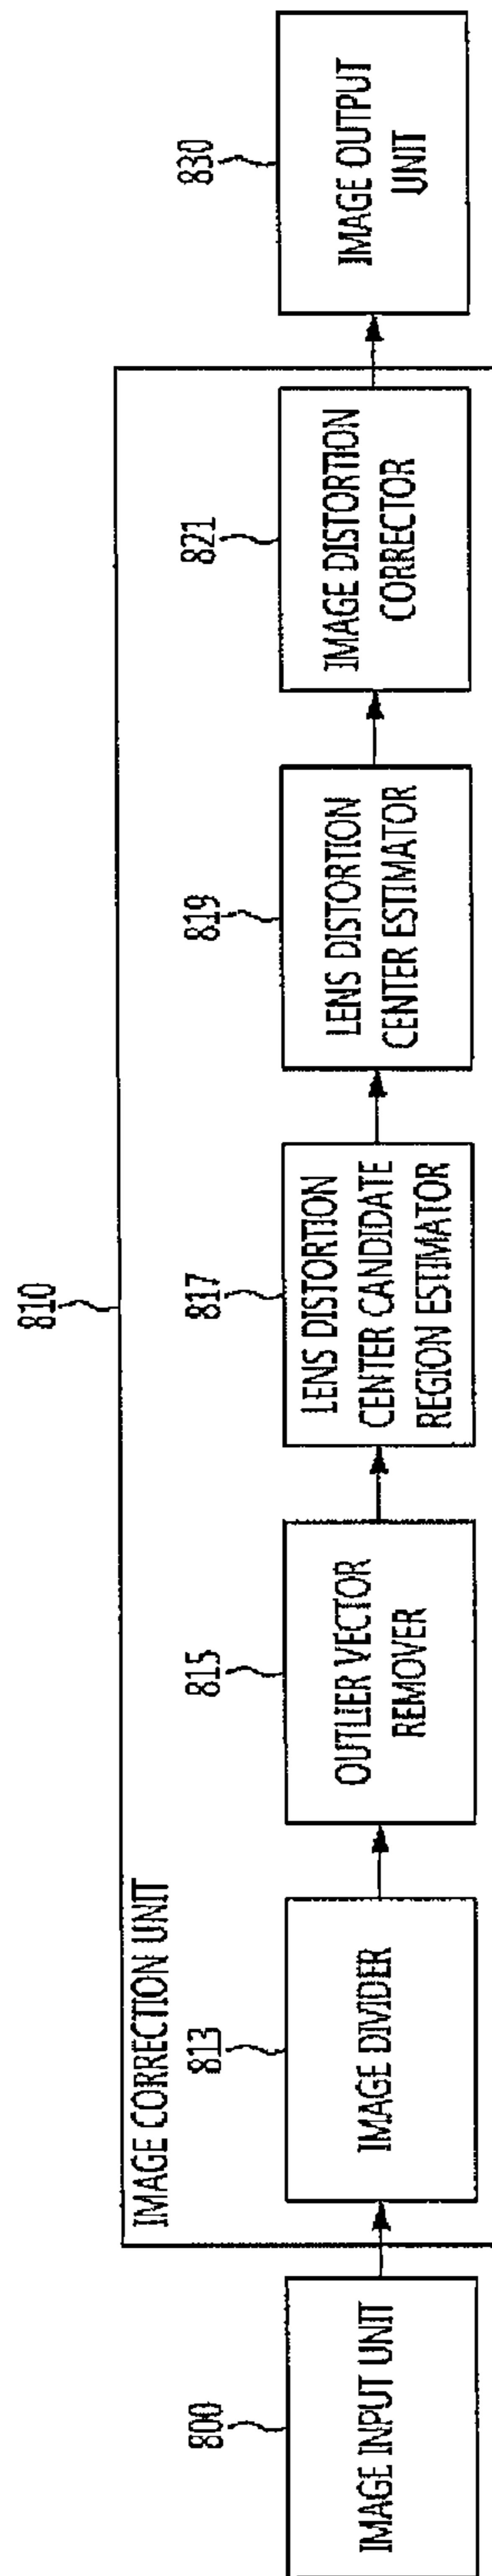 810
IMAGE CORRECTION UNIT
800
IMAGE INPUT UNIT
813
IMAGE DIVIDER
815
OUTLIER VECTOR
REMOVER
817
LENS DISTORTION
CENTER CANDIDATE
REGION ESTIMATOR
819
LENS DISTORTION
CENTER ESTIMATOR
821
IMAGE DISTORTION
CORRECTOR
830
IMAGE OUTPUT
UNIT